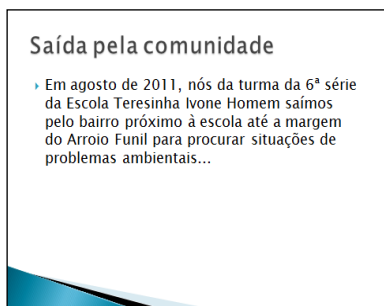 Saída pela comunidade
Em agosto de 2011, nós da turma da 6ª série
da Escola Teresinha Ivone Homem saímos
pelo bairro próximo à escola até a margem
do Arroio Funil para procurar situações de
problemas ambientais...